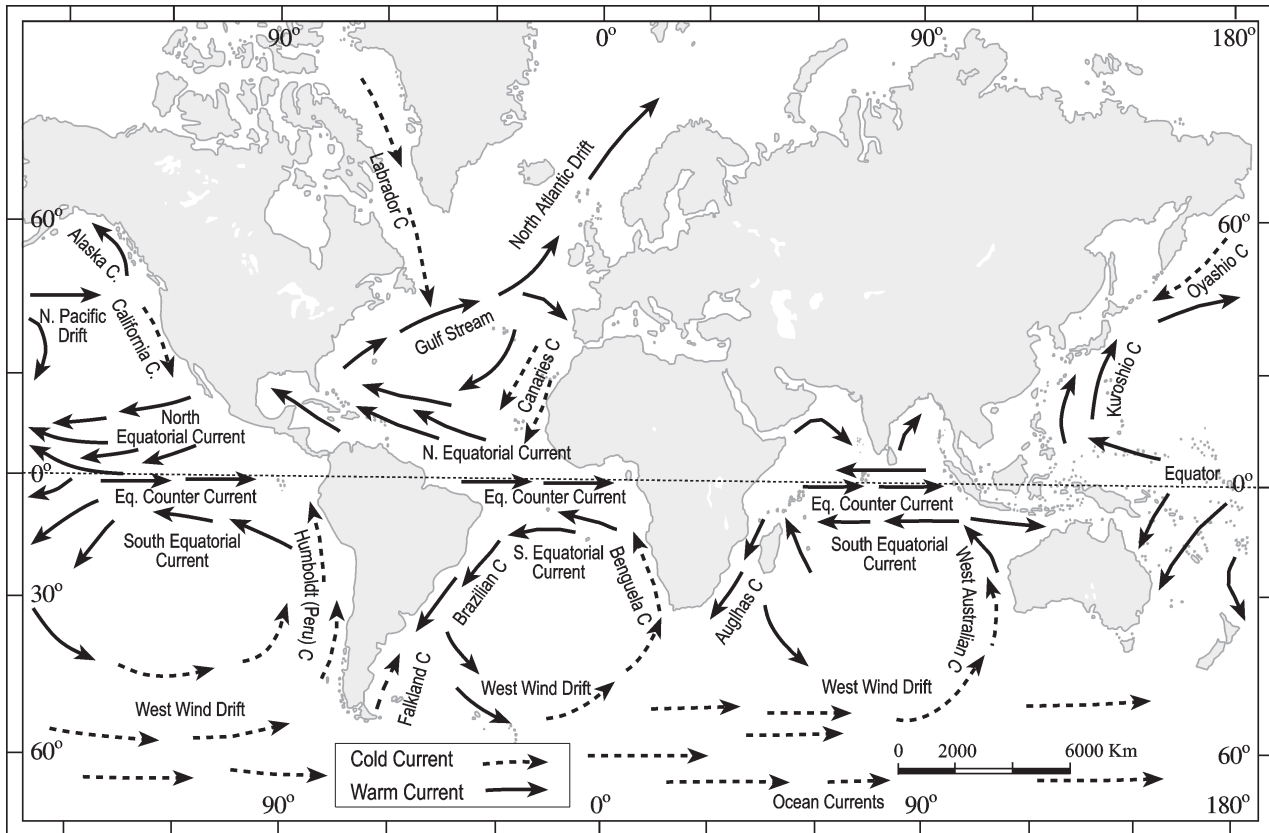 90º
0º
90º
180º
Labrador C
North Atlantic Drift
60º
60º
Alaska C.
Oyashio C
N. Pacific
Drift
California C.
Gulf Stream
Canaries C
Kuroshio C
North
Equatorial Current
N. Equatorial Current
Equator
0º
0º
Eq. Counter Current
Eq. Counter Current
Eq. Counter Current
South Equatorial
Current
S. Equatorial
Current
South Equatorial
Current
Humboldt (Peru) C
Brazilian C
Benguela C
Auglhas C
West Australian C
30º
Falkland C
West Wind Drift
West Wind Drift
West Wind Drift
60º
60º
Cold Current
Warm Current
0
2000
6000 Km
Ocean Currents
90º
0º
90º
180º